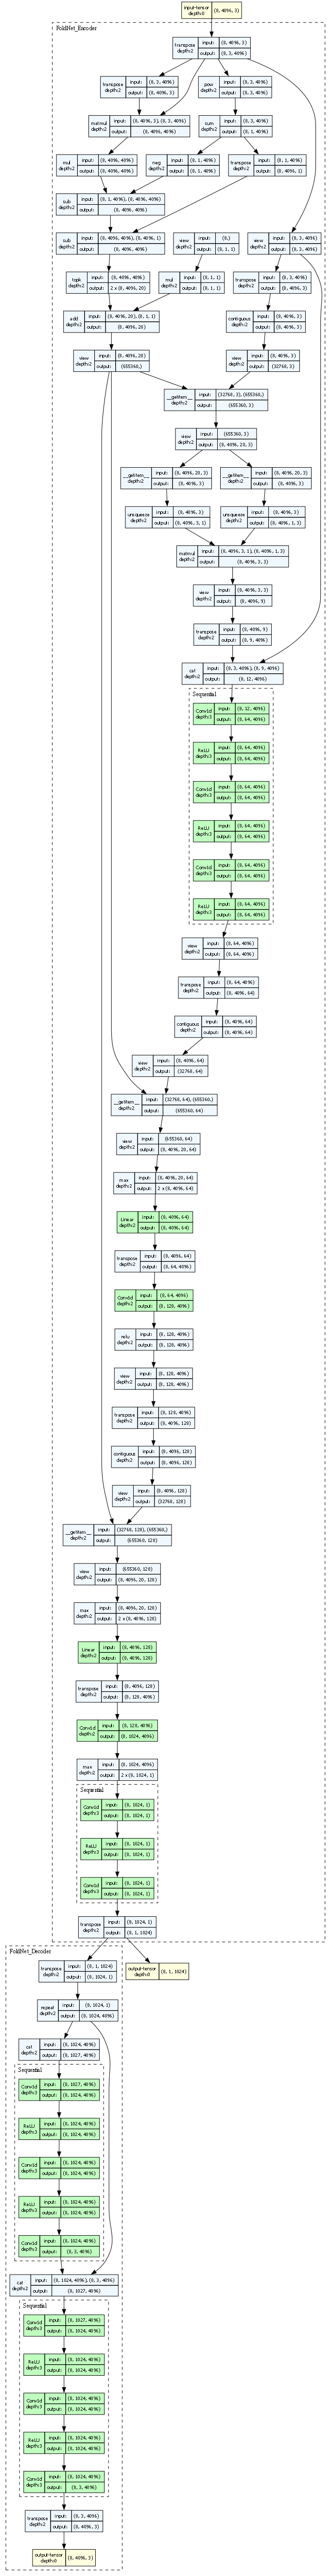 input-tensor
depth:0
(8, 4096, 3)
FoldNet_Encoder
transpose
depth:2
input: (8, 4096, 3)
output: (8, 3, 4096)
transpose
depth:2
input: (8, 3, 4096)
output: (8, 4096, 3)
pow
depth:2
input: (8, 3, 4096)
output: (8, 3, 4096)
matmul
depth:2
input: (8, 4096, 3), (8, 3, 4096)
output: (8, 4096, 4096)
sum
depth:2
input: (8, 3, 4096)
output: (8, 1, 4096)
mul
depth:2
input: (8, 4096, 4096)
output: (8, 4096, 4096)
neg
depth:2
input: (8, 1, 4096)
output: (8, 1, 4096)
transpose
depth:2
input: (8, 1, 4096)
output: (8, 4096, 1)
sub
depth:2
input: (8, 1, 4096), (8, 4096, 4096)
output: (8, 4096, 4096)
sub
depth:2
input: (8, 4096, 4096), (8, 4096, 1)
output: (8, 4096, 4096)
view
depth:2
input: (8,)
output: (8, 1, 1)
view
depth:2
input: (8, 3, 4096)
output: (8, 3, 4096)
topk
depth:2
input: (8, 4096, 4096)
output: 2 x (8, 4096, 20)
mul
depth:2
input: (8, 1, 1)
output: (8, 1, 1)
transpose
depth:2
input: (8, 3, 4096)
output: (8, 4096, 3)
add
depth:2
input: (8, 4096, 20), (8, 1, 1)
output: (8, 4096, 20)
contiguous
depth:2
input: (8, 4096, 3)
output: (8, 4096, 3)
view
depth:2
input: (8, 4096, 20)
output: (655360,)
view
depth:2
input: (8, 4096, 3)
output: (32768, 3)
__getitem__
depth:2
input: (32768, 3), (655360,)
output: (655360, 3)
view
depth:2
input: (655360, 3)
output: (8, 4096, 20, 3)
__getitem__
depth:2
input: (8, 4096, 20, 3)
output: (8, 4096, 3)
__getitem__
depth:2
input: (8, 4096, 20, 3)
output: (8, 4096, 3)
unsqueeze
depth:2
input: (8, 4096, 3)
output: (8, 4096, 3, 1)
unsqueeze
depth:2
input: (8, 4096, 3)
output: (8, 4096, 1, 3)
matmul
depth:2
input: (8, 4096, 3, 1), (8, 4096, 1, 3)
output: (8, 4096, 3, 3)
view
depth:2
input: (8, 4096, 3, 3)
output: (8, 4096, 9)
transpose
depth:2
input: (8, 4096, 9)
output: (8, 9, 4096)
cat
depth:2
input: (8, 3, 4096), (8, 9, 4096)
output: (8, 12, 4096)
Sequential
Conv1d
depth:3
input: (8, 12, 4096)
output: (8, 64, 4096)
ReLU
depth:3
input: (8, 64, 4096)
output: (8, 64, 4096)
Conv1d
depth:3
input: (8, 64, 4096)
output: (8, 64, 4096)
ReLU
depth:3
input: (8, 64, 4096)
output: (8, 64, 4096)
Conv1d
depth:3
input: (8, 64, 4096)
output: (8, 64, 4096)
ReLU
depth:3
input: (8, 64, 4096)
output: (8, 64, 4096)
view
depth:2
input: (8, 64, 4096)
output: (8, 64, 4096)
transpose
depth:2
input: (8, 64, 4096)
output: (8, 4096, 64)
contiguous
depth:2
input: (8, 4096, 64)
output: (8, 4096, 64)
view
depth:2
input: (8, 4096, 64)
output: (32768, 64)
__getitem__
depth:2
input: (32768, 64), (655360,)
output: (655360, 64)
view
depth:2
input: (655360, 64)
output: (8, 4096, 20, 64)
max
depth:2
input: (8, 4096, 20, 64)
output: 2 x (8, 4096, 64)
Linear
depth:2
input: (8, 4096, 64)
output: (8, 4096, 64)
transpose
depth:2
input: (8, 4096, 64)
output: (8, 64, 4096)
Conv1d
depth:2
input: (8, 64, 4096)
output: (8, 128, 4096)
relu
depth:2
input: (8, 128, 4096)
output: (8, 128, 4096)
view
depth:2
input: (8, 128, 4096)
output: (8, 128, 4096)
transpose
depth:2
input: (8, 128, 4096)
output: (8, 4096, 128)
contiguous
depth:2
input: (8, 4096, 128)
output: (8, 4096, 128)
view
depth:2
input: (8, 4096, 128)
output: (32768, 128)
__getitem__
depth:2
input: (32768, 128), (655360,)
output: (655360, 128)
view
depth:2
input: (655360, 128)
output: (8, 4096, 20, 128)
max
depth:2
input: (8, 4096, 20, 128)
output: 2 x (8, 4096, 128)
Linear
depth:2
input: (8, 4096, 128)
output: (8, 4096, 128)
transpose
depth:2
input: (8, 4096, 128)
output: (8, 128, 4096)
Conv1d
depth:2
input: (8, 128, 4096)
output: (8, 1024, 4096)
max
depth:2
input: (8, 1024, 4096)
output: 2 x (8, 1024, 1)
Sequential
Conv1d
depth:3
input: (8, 1024, 1)
output: (8, 1024, 1)
ReLU
depth:3
input: (8, 1024, 1)
output: (8, 1024, 1)
Conv1d
depth:3
input: (8, 1024, 1)
output: (8, 1024, 1)
transpose
depth:2
input: (8, 1024, 1)
output: (8, 1, 1024)
FoldNet_Decoder
transpose
depth:2
input: (8, 1, 1024)
output: (8, 1024, 1)
output-tensor
depth:0
(8, 1, 1024)
repeat
depth:2
input: (8, 1024, 1)
output: (8, 1024, 4096)
cat
depth:2
input: (8, 1024, 4096)
output: (8, 1027, 4096)
Sequential
Conv1d
depth:3
input: (8, 1027, 4096)
output: (8, 1024, 4096)
ReLU
depth:3
input: (8, 1024, 4096)
output: (8, 1024, 4096)
Conv1d
depth:3
input: (8, 1024, 4096)
output: (8, 1024, 4096)
ReLU
depth:3
input: (8, 1024, 4096)
output: (8, 1024, 4096)
Conv1d
depth:3
input: (8, 1024, 4096)
output: (8, 3, 4096)
cat
depth:2
input: (8, 1024, 4096), (8, 3, 4096)
output: (8, 1027, 4096)
Sequential
Conv1d
depth:3
input: (8, 1027, 4096)
output: (8, 1024, 4096)
ReLU
depth:3
input: (8, 1024, 4096)
output: (8, 1024, 4096)
Conv1d
depth:3
input: (8, 1024, 4096)
output: (8, 1024, 4096)
ReLU
depth:3
input: (8, 1024, 4096)
output: (8, 1024, 4096)
Conv1d
depth:3
input: (8, 1024, 4096)
output: (8, 3, 4096)
transpose
depth:2
input: (8, 3, 4096)
output: (8, 4096, 3)
output-tensor
depth:0
(8, 4096, 3)